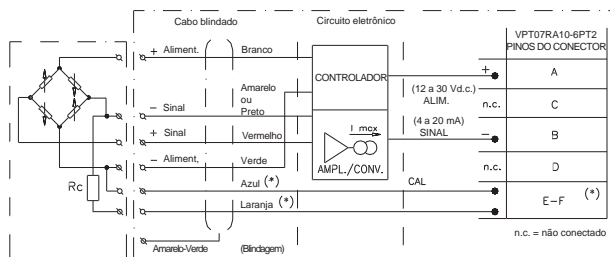 Cabo blindado
Circuito eletrônico
VPT07RA10-6PT2
PINOS DO CONECTOR
+ Aliment.
Branco
CONTROLADOR
+
A
(12 a 30 Vd.c.)
ALIM.
Amarelo
ou
Preto
– Sinal
n.c.
C
(4 a 20 mA)
SINAL
+ Sinal
Vermelho
I max
–
B
AMPL./CONV.
– Aliment.
Verde
n.c.
D
Rc
Azul (*)
CAL
Laranja (*)
E-F (*)
Amarelo-Verde
(Blindagem)
n.c. = não conectado